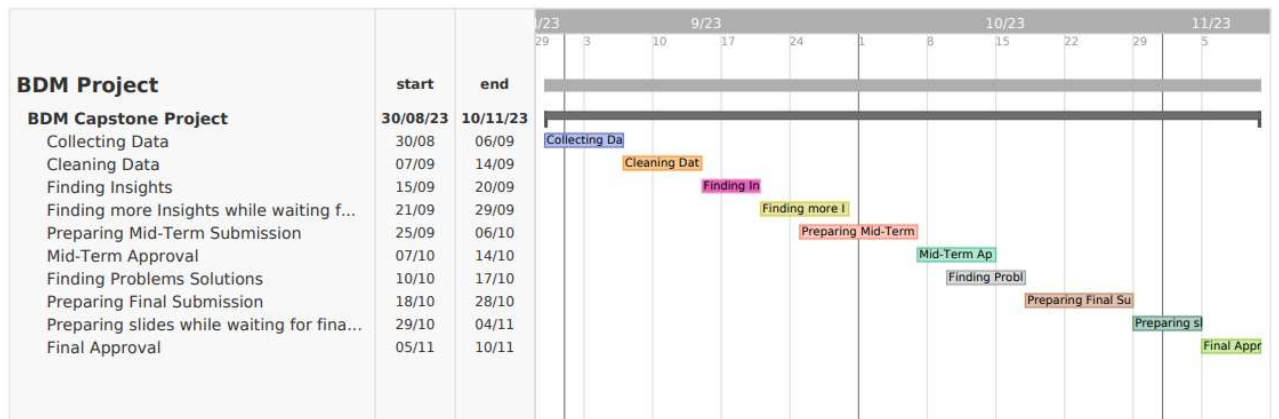 /23 9/23 10/23 11/23
29 3 10 17 24 1 8 15 22 29 5
BDM Project start end
BDM Capstone Project 30/08/23 10/11/23
Collecting Data 30/08 06/09 Collecting Da
Cleaning Data 07/09 14/09 Cleaning Dat
Finding Insights 15/09 20/09 Finding In
Finding more Insights while waiting f... 21/09 29/09 Finding more I
Preparing Mid-Term Submission 25/09 06/10 Preparing Mid-Term
Mid-Term Approval 07/10 14/10 Mid-Term Ap
Finding Problems Solutions 10/10 17/10 Finding Probl
Preparing Final Submission 18/10 28/10 Preparing Final Su
Preparing slides while waiting for fina... 29/10 04/11 Preparing sl
Final Approval 05/11 10/11 Final Appr